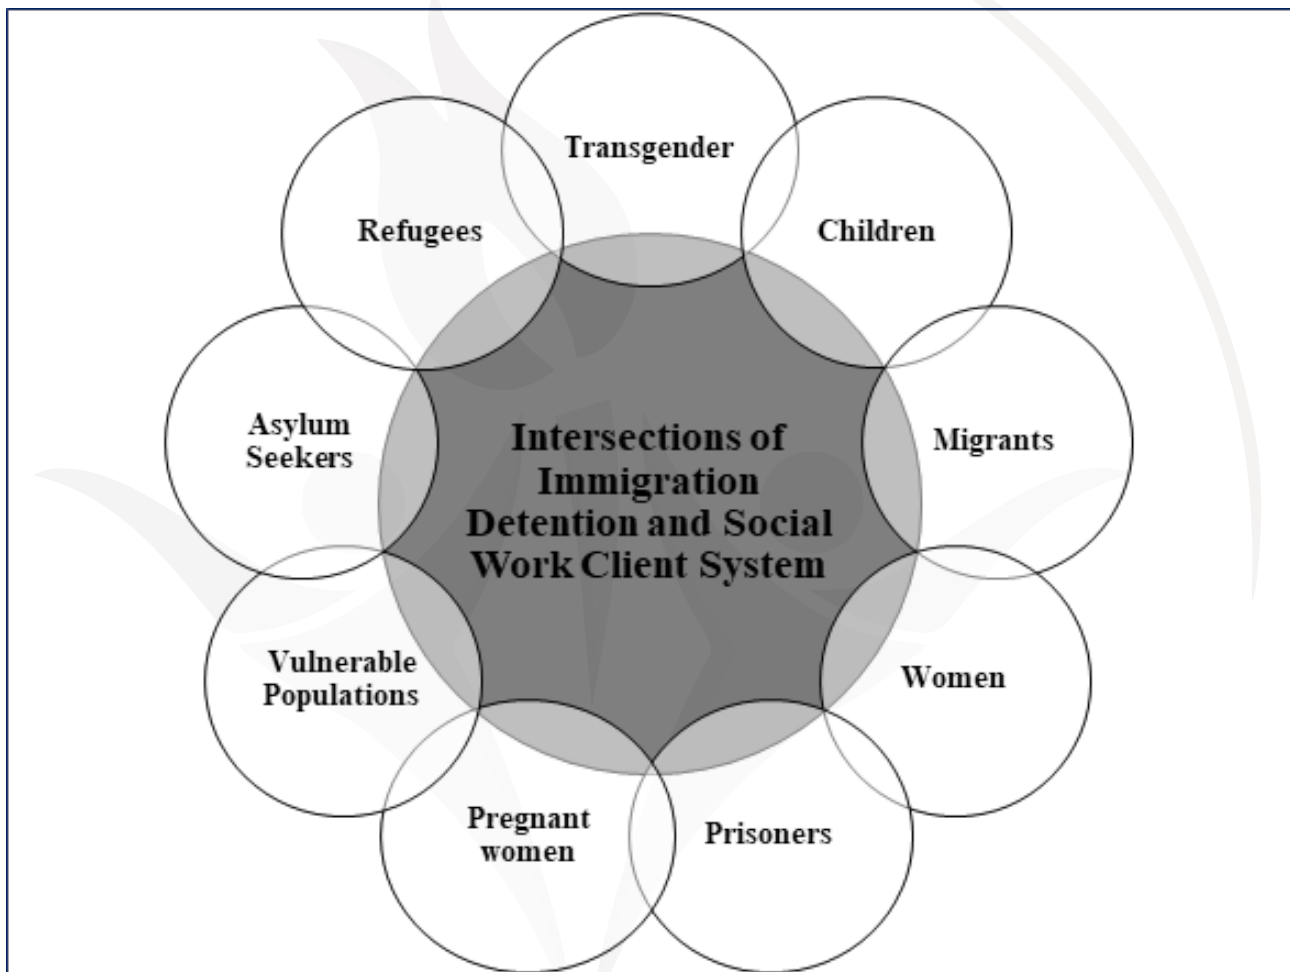 Transgender
Refugees
Children
Asylum
Seekers
Intersections of
Immigration
Detention and Social
Work Client System
Migrants
Vulnerable
Populations
Women
Pregnant
women
Prisoners